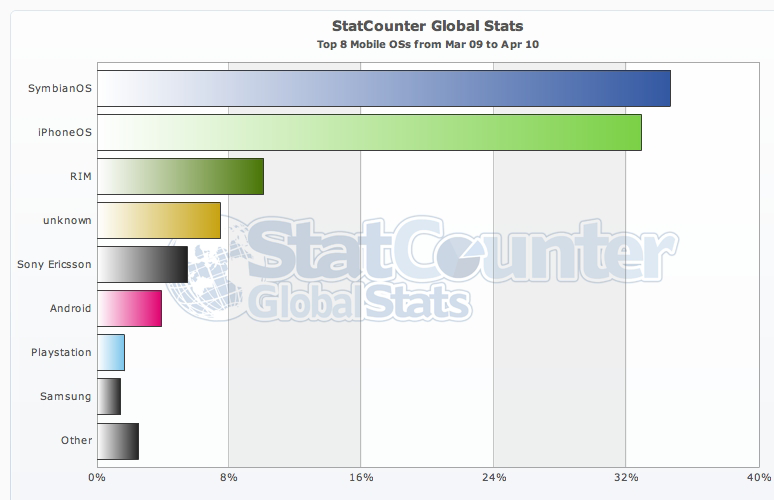 StatCounter Global Stats
Top 8 Mobile OSs from Mar 09 to Apr 10
SymbianOS
iPhoneOS
RIM
unknown
Sony Ericsson
Android
Playstation
Samsung
Other
StatCounter
GlobalStats
0% 8% 16% 24% 32% 40%